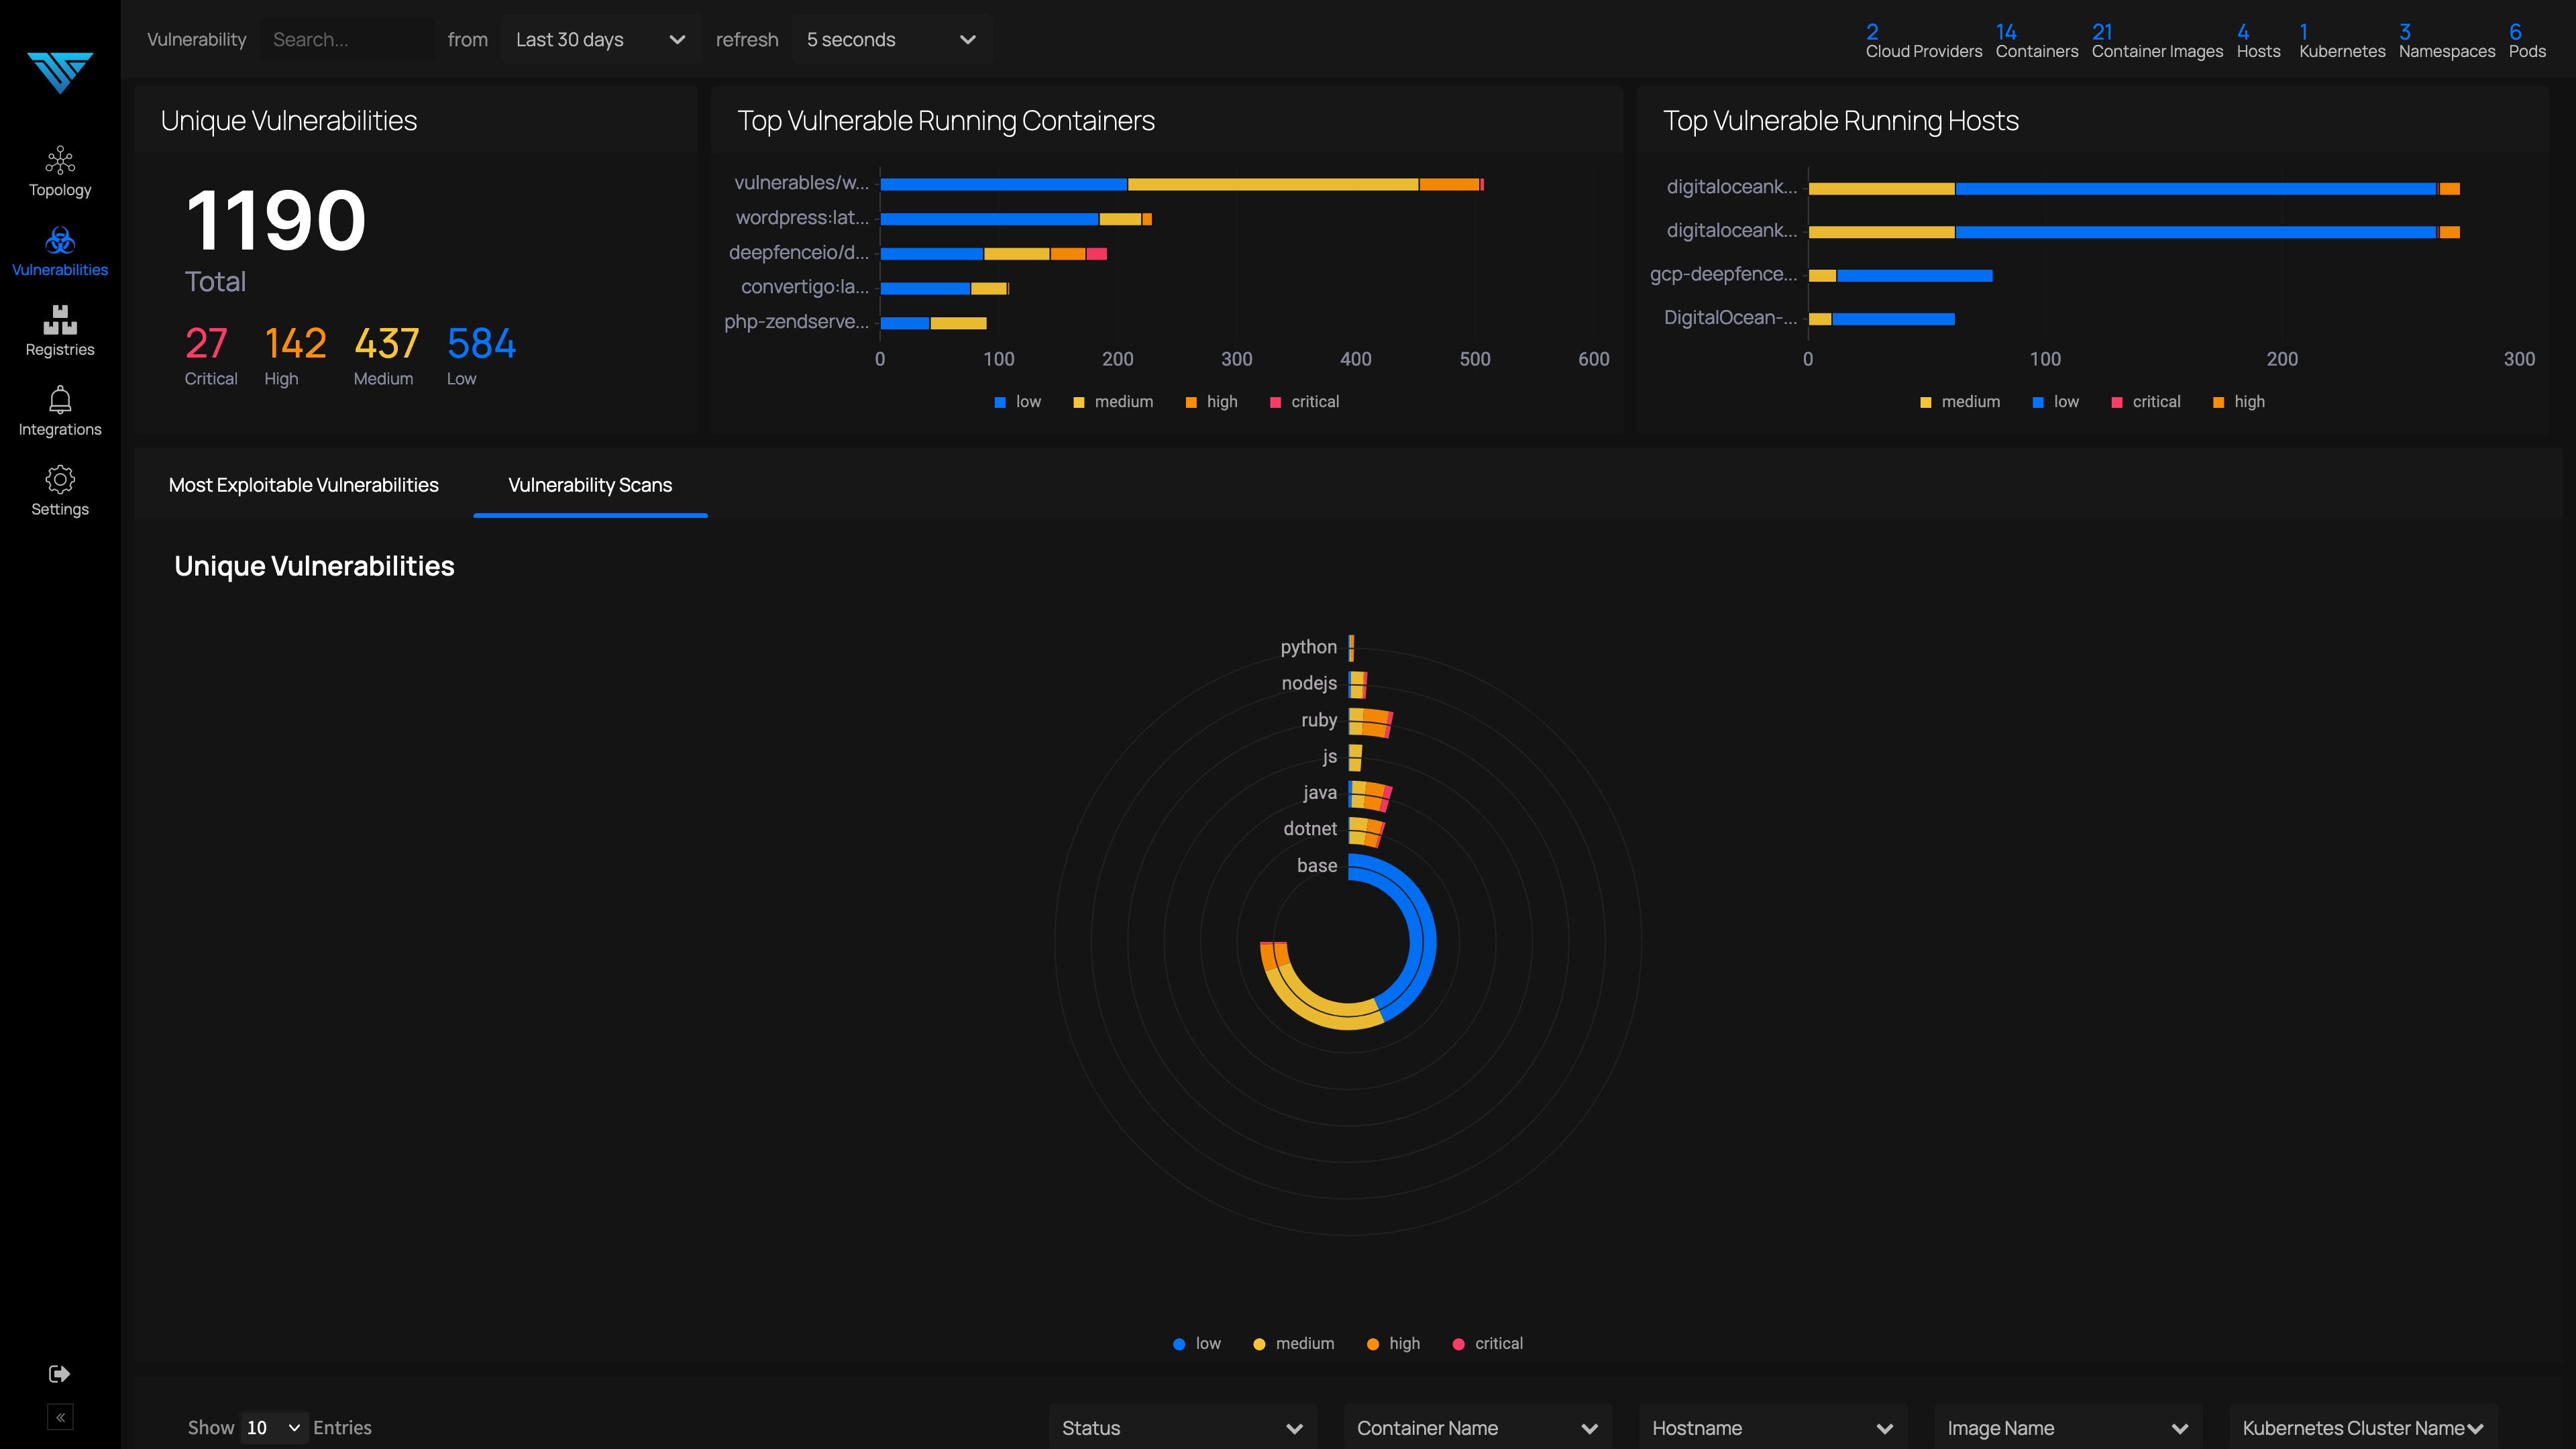 Vulnerability Search... from Last 30 days refresh 5 seconds
2 Cloud Providers
14 Containers
21 Container Images
4 Hosts
1 Kubernetes
3 Namespaces
6 Pods
Topology
Vulnerabilities
Registries
Integrations
Settings
Unique Vulnerabilities
1190
Total
27 Critical
142 High
437 Medium
584 Low
Top Vulnerable Running Containers
vulnerables/w...
wordpress:lat...
deepfenceio/d...
convertigo:la...
php-zendserve...
0 100 200 300 400 500 600
low medium high critical
Top Vulnerable Running Hosts
digitaloceank...
digitaloceank...
gcp-deepfence...
DigitalOcean-...
0 100 200 300
medium low critical high
Most Exploitable Vulnerabilities Vulnerability Scans
Unique Vulnerabilities
python
nodejs
ruby
js
java
dotnet
base
low medium high critical
Show 10 Entries Status Container Name Hostname Image Name Kubernetes Cluster Name